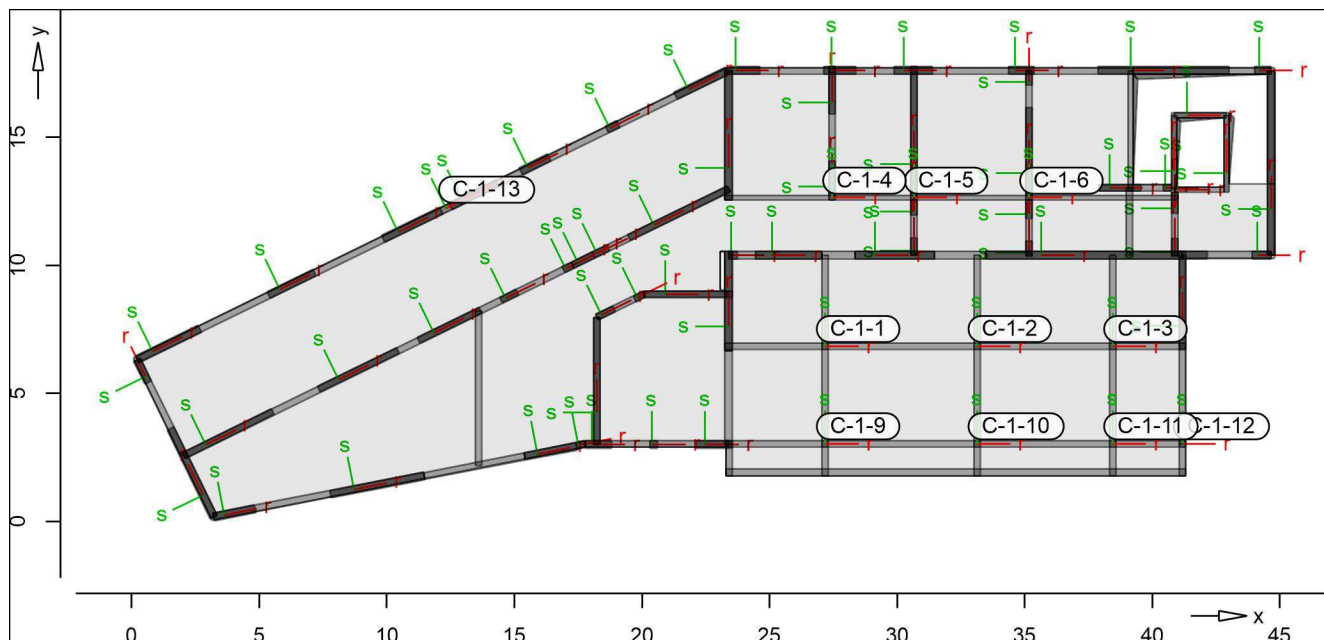 y
s s s s s s
r
s
r
r r r r r r r r
s s s s
s
r
15
s
r r r r r
s
r
s s
s s s
C-1-13
s s s s s
C-1-4 C-1-5 C-1-6
r r r r r
s s s s s s s s
s s s s
10
s s s s s
r r r r r
s s
r r r
s
s s s s
r
C-1-1 C-1-2 C-1-3
r s s
r r r
s
r r
5
s s s s s s
s s s s s s s
C-1-9 C-1-10 C-1-11 C-1-12
r r r r r r r r
s
r
s
r
0
x
0 5 10 15 20 25 30 35 40 45